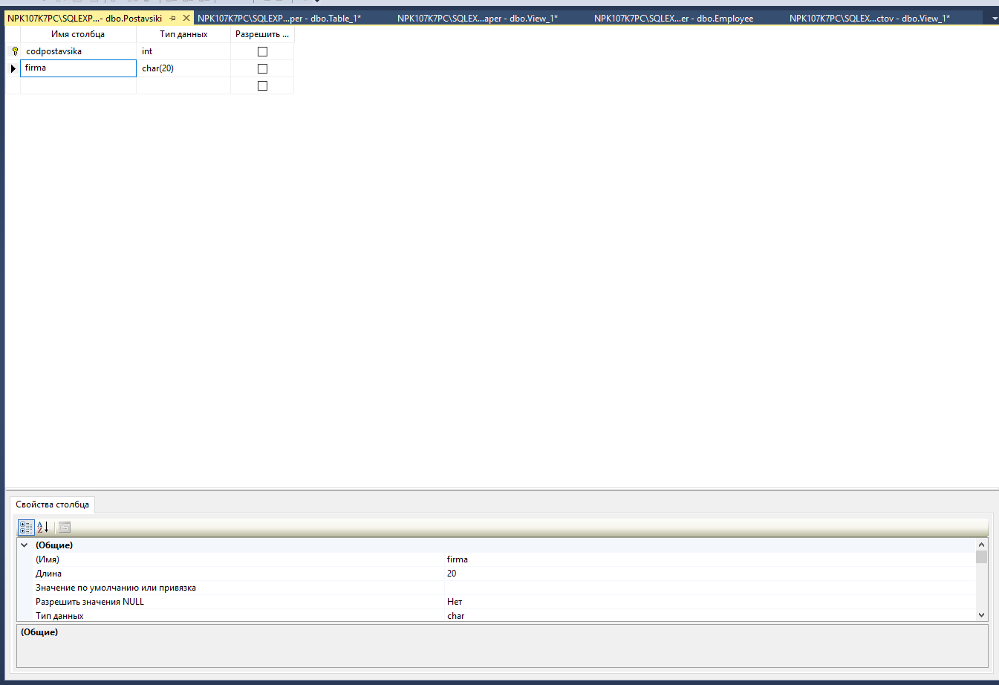 NPK107K7PC\SQLEXP...- dbo.Postavsiki NPK107K7PC\SQLEXP...per - dbo.Table_1* NPK107K7PC\SQLEX...aper - dbo.View_1* NPK107K7PC\SQLEX...er - dbo.Employee NPK107K7PC\SQLEX...ctov - dbo.View_1*
Имя столбца Тип данных Разрешить ...
codpostavsika int
firma char(20)
Свойства столбца
(Общие)
(Имя) firma
Длина 20
Значение по умолчанию или привязка
Разрешить значения NULL Нет
Тип данных char
(Общие)